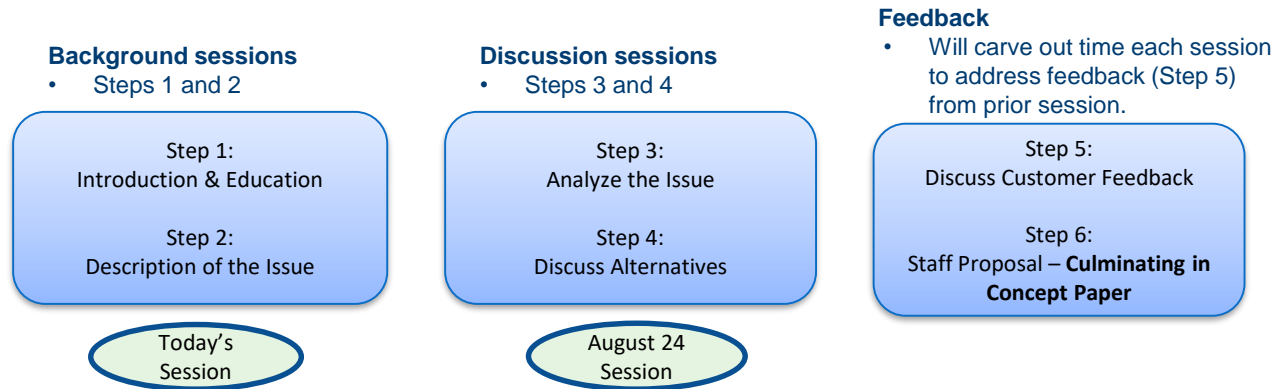 Background sessions
• Steps 1 and 2
Step 1:
Introduction & Education
Step 2:
Description of the Issue
Today's
Session
Discussion sessions
• Steps 3 and 4
Step 3:
Analyze the Issue
Step 4:
Discuss Alternatives
August 24
Session
Feedback
• Will carve out time each session
to address feedback (Step 5)
from prior session.
Step 5:
Discuss Customer Feedback
Step 6:
Staff Proposal – Culminating in
Concept Paper